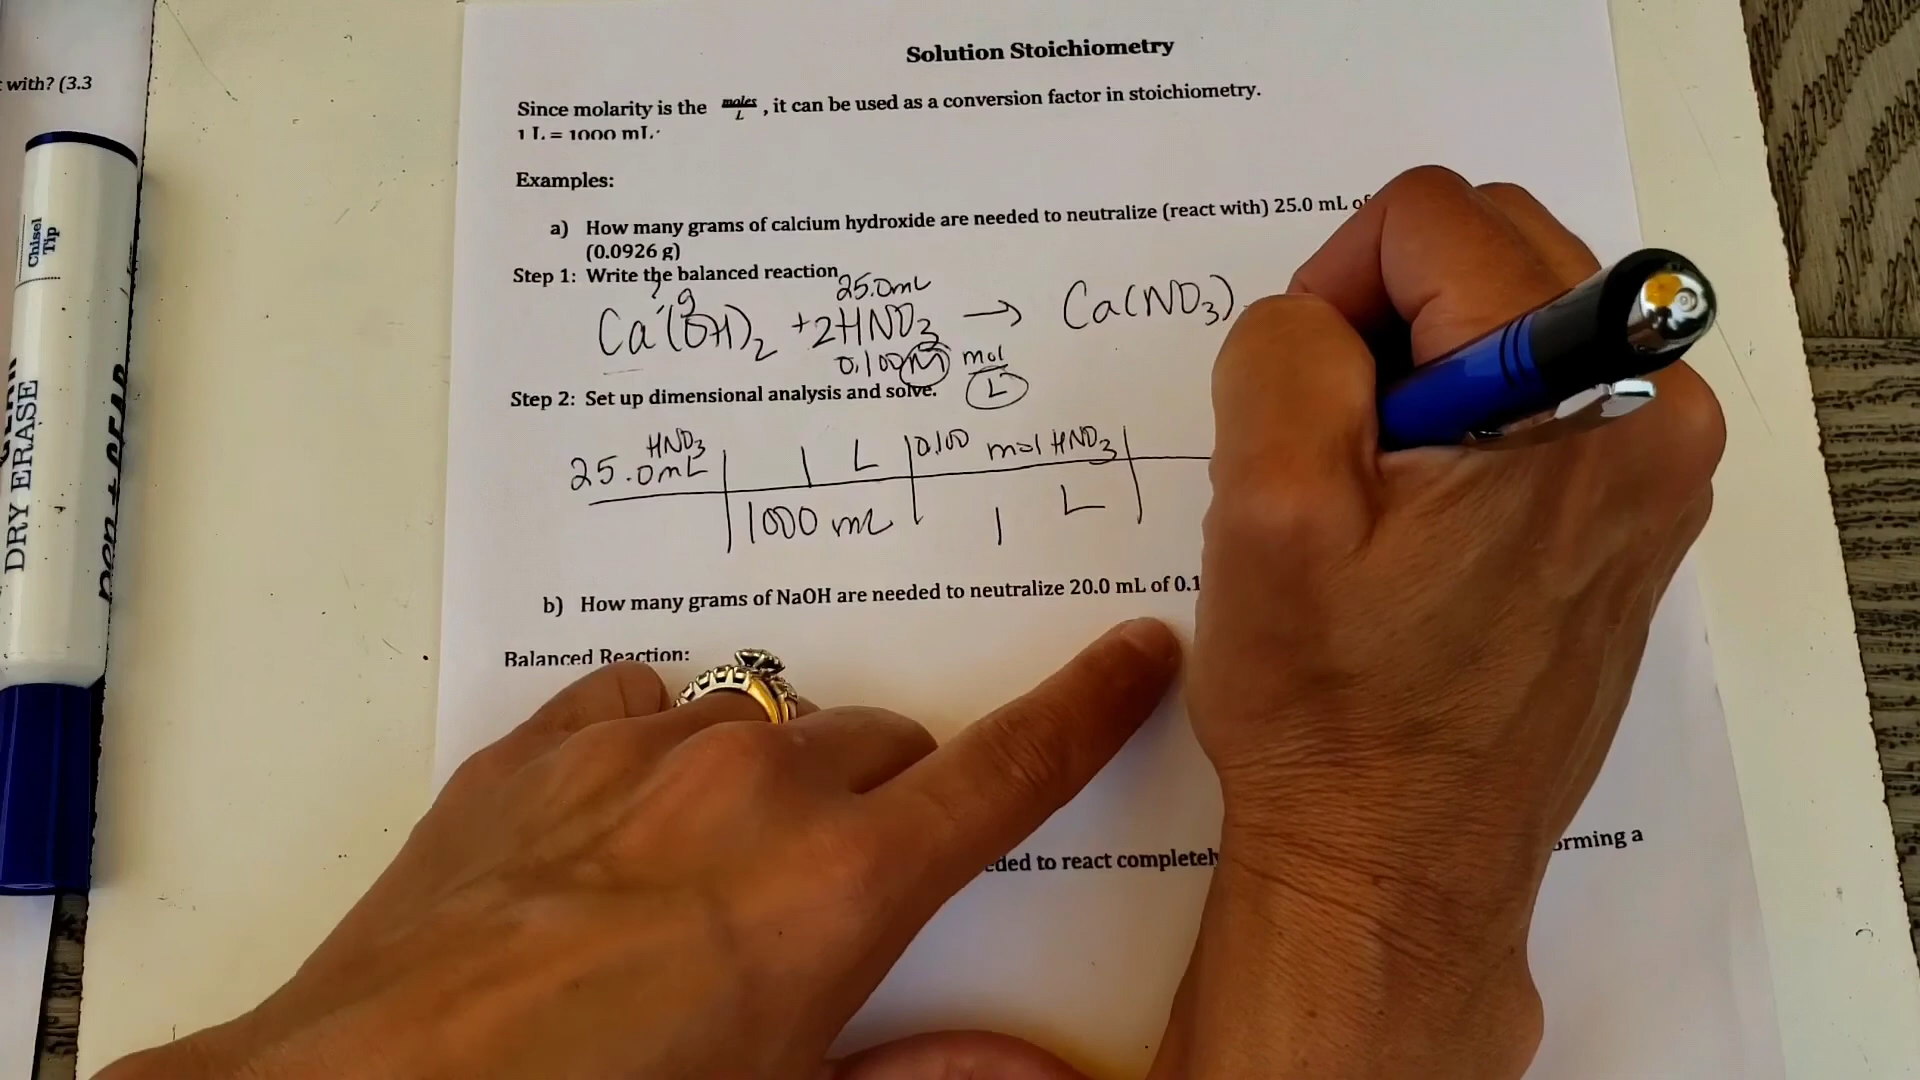 with? (3.3
Chisel
Tip
DRY ERASE
Solution Stoichiometry
Since molarity is the moles/L , it can be used as a conversion factor in stoichiometry.
1 L = 1000 mL.
Examples:
a) How many grams of calcium hydroxide are needed to neutralize (react with) 25.0 mL of
(0.0926 g)
Step 1: Write the balanced reaction
? g 25.0mL
Ca(OH)2 + 2HNO3 → Ca(NO3)
0.100M mol
L
Step 2: Set up dimensional analysis and solve.
HNO3
25.0mL | 1 L | 0.100 mol HNO3 |
| 1000 mL | 1 L |
b) How many grams of NaOH are needed to neutralize 20.0 mL of 0.1
Balanced Reaction:
to react completely
a